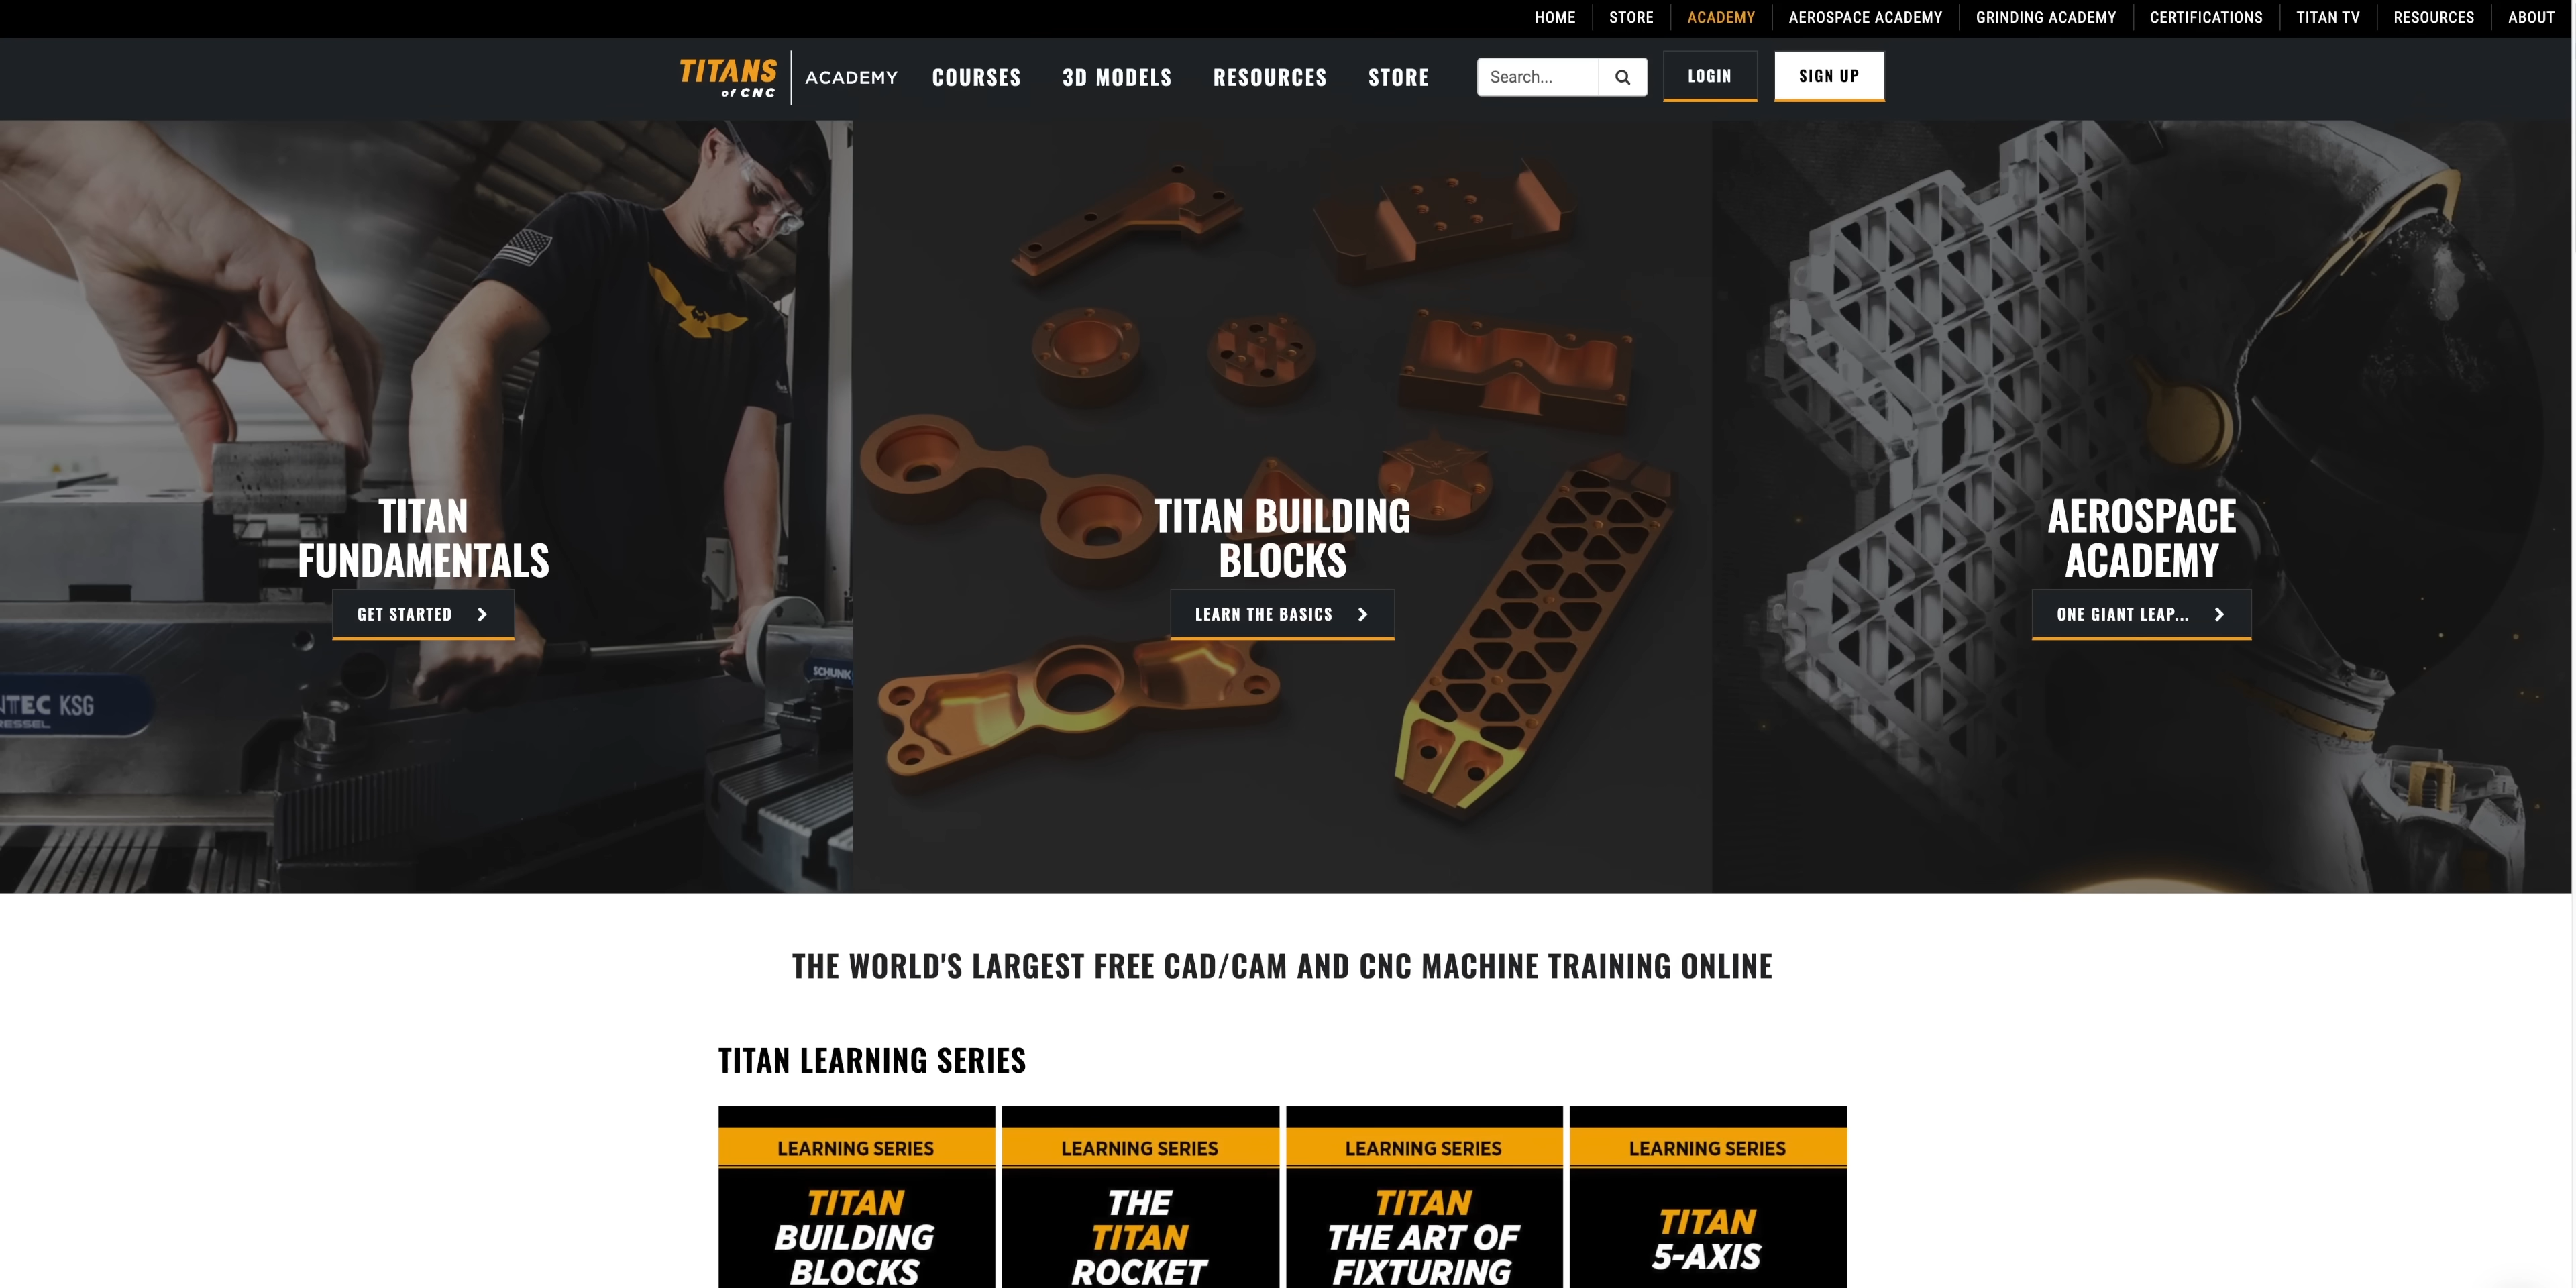 HOME STORE ACADEMY AEROSPACE ACADEMY GRINDING ACADEMY CERTIFICATIONS TITAN TV RESOURCES ABOUT
TITANS
of CNC
ACADEMY
COURSES 3D MODELS RESOURCES STORE
Search...
LOGIN
SIGN UP
TITAN
FUNDAMENTALS
GET STARTED
TITAN BUILDING
BLOCKS
LEARN THE BASICS
AEROSPACE
ACADEMY
ONE GIANT LEAP...
KSG
SCHUNK
THE WORLD'S LARGEST FREE CAD/CAM AND CNC MACHINE TRAINING ONLINE
TITAN LEARNING SERIES
LEARNING SERIES
TITAN
BUILDING
BLOCKS
LEARNING SERIES
THE
TITAN
ROCKET
LEARNING SERIES
TITAN
THE ART OF
FIXTURING
LEARNING SERIES
TITAN
5-AXIS